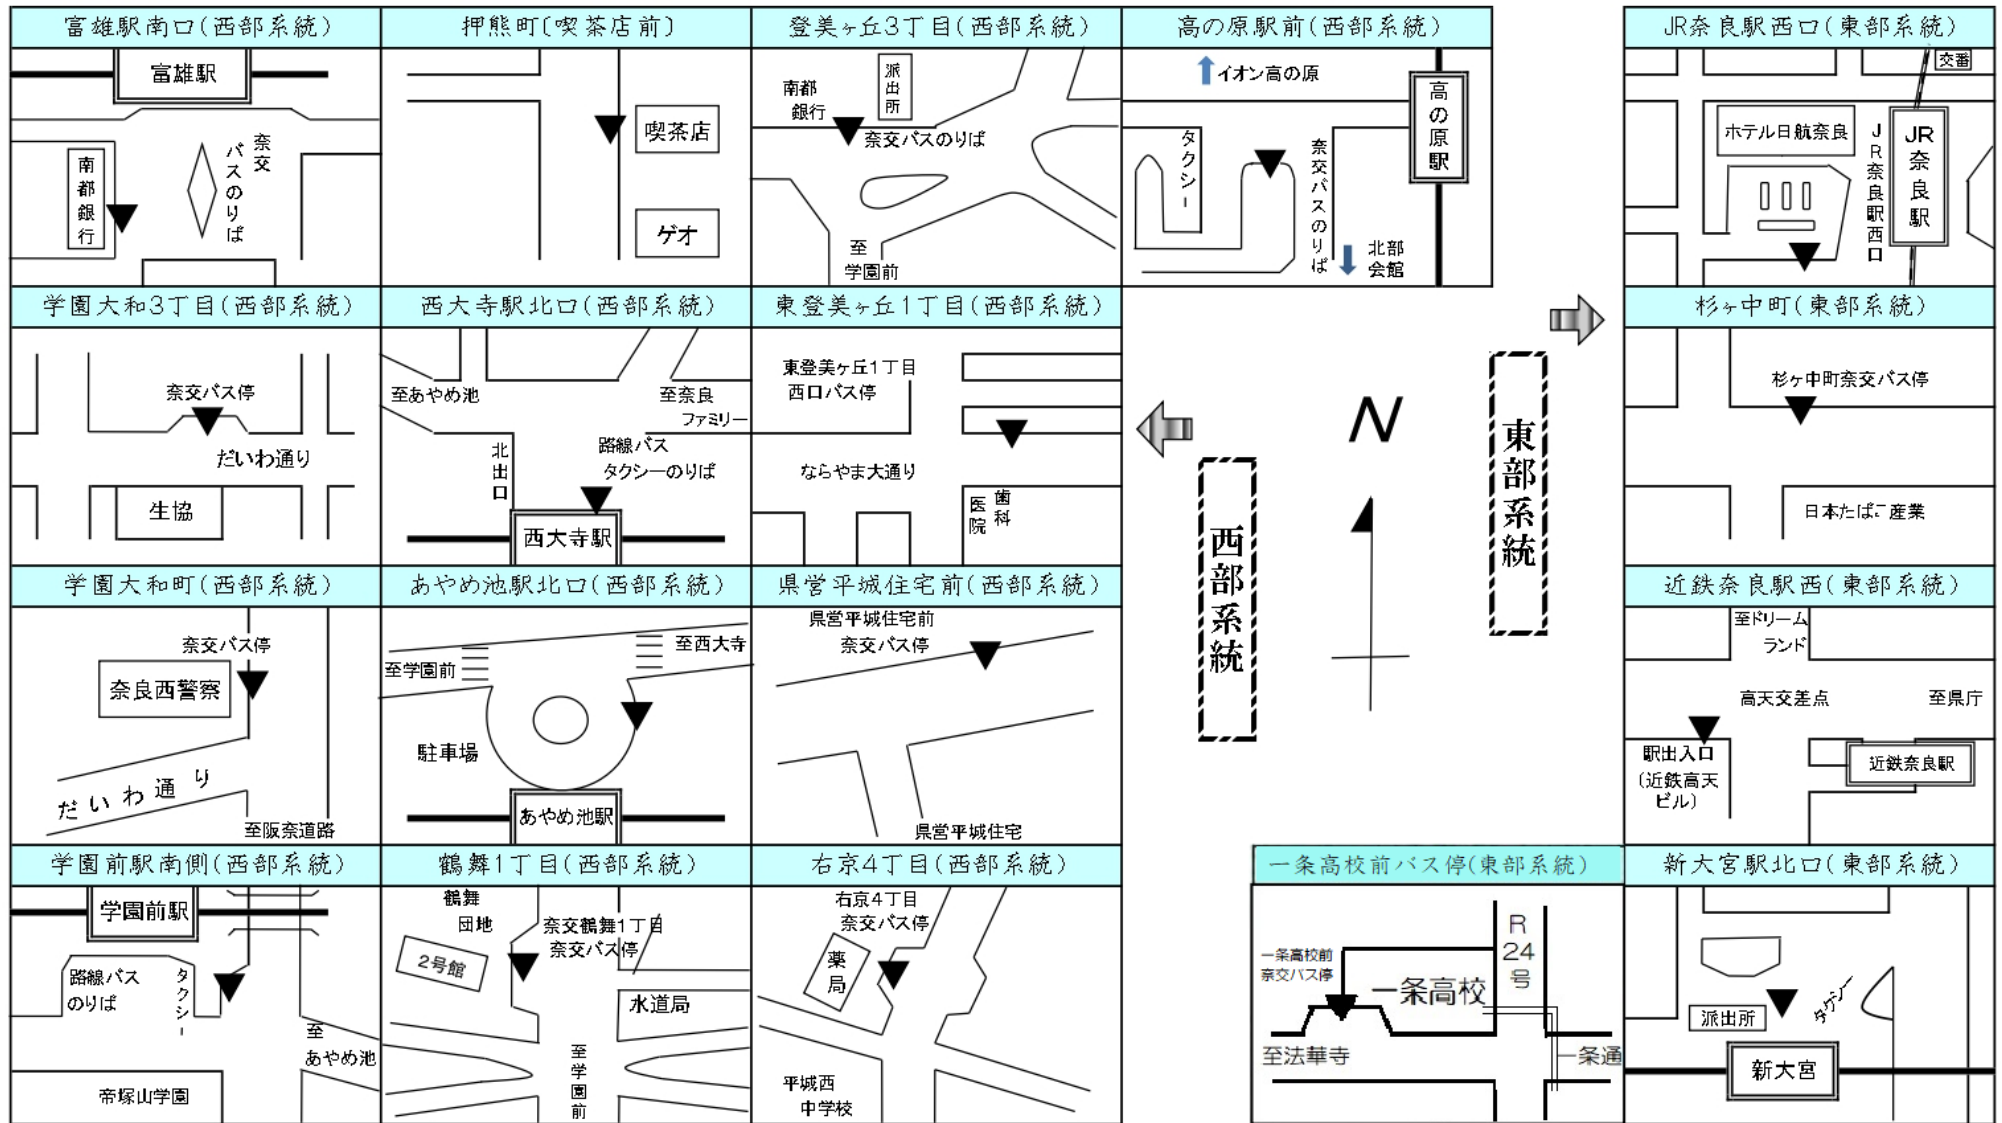 富雄駅南口(西部系統)
富雄駅
南都銀行
奈交
バスのりば
押熊町〔喫茶店前〕
喫茶店
ゲオ
登美ヶ丘3丁目(西部系統)
南都
銀行
派出所
奈交バスのりば
至
学園前
高の原駅前(西部系統)
イオン高の原
高の原駅
タクシー
奈交バスのりば
北部
会館
JR奈良駅西口(東部系統)
交番
ホテル日航奈良
JR奈良駅西口
JR奈良駅
学園大和3丁目(西部系統)
奈交バス停
だいわ通り
生協
西大寺駅北口(西部系統)
至あやめ池
至奈良
ファミリー
北出口
路線バス
タクシーのりば
西大寺駅
東登美ヶ丘1丁目(西部系統)
東登美ヶ丘1丁目
西口バス停
ならやま大通り
歯科
医院
N
西部系統
東部系統
杉ヶ中町(東部系統)
杉ヶ中町奈交バス停
日本たばこ産業
学園大和町(西部系統)
奈交バス停
奈良西警察
だいわ通り
至阪奈道路
あやめ池駅北口(西部系統)
至西大寺
至学園前
駐車場
あやめ池駅
県営平城住宅前(西部系統)
県営平城住宅前
奈交バス停
県営平城住宅
近鉄奈良駅西(東部系統)
至ドリーム
ランド
高天交差点
至県庁
駅出入口
(近鉄高天
ビル)
近鉄奈良駅
学園前駅南側(西部系統)
学園前駅
路線バス
のりば
タクシー
至
あやめ池
帝塚山学園
鶴舞1丁目(西部系統)
鶴舞
団地
奈交鶴舞1丁目
奈交バス停
2号館
水道局
至学園前
右京4丁目(西部系統)
右京4丁目
奈交バス停
薬局
平城西
中学校
一条高校前バス停(東部系統)
R
24
号
一条高校前
奈交バス停
一条高校
至法華寺
一条通
新大宮駅北口(東部系統)
タクシー
派出所
新大宮